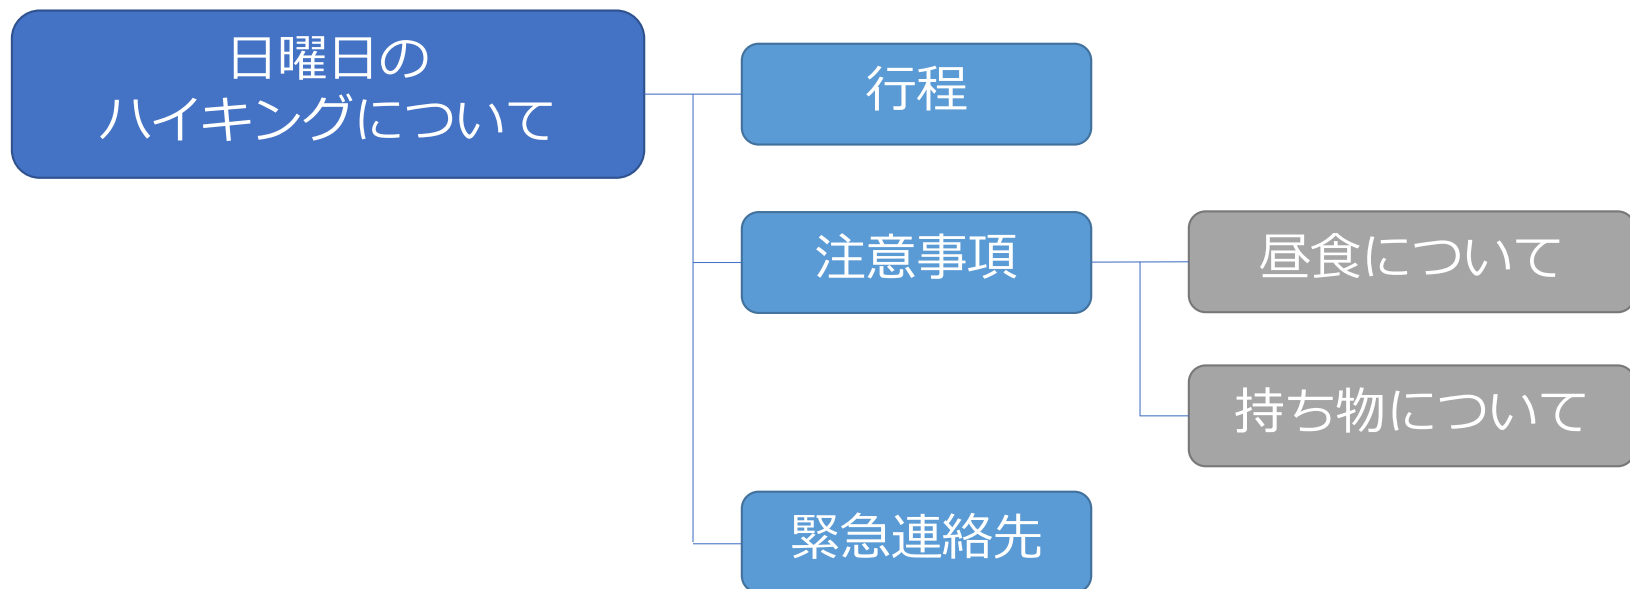 日曜日の
ハイキングについて
行程
注意事項
昼食について
持ち物について
緊急連絡先